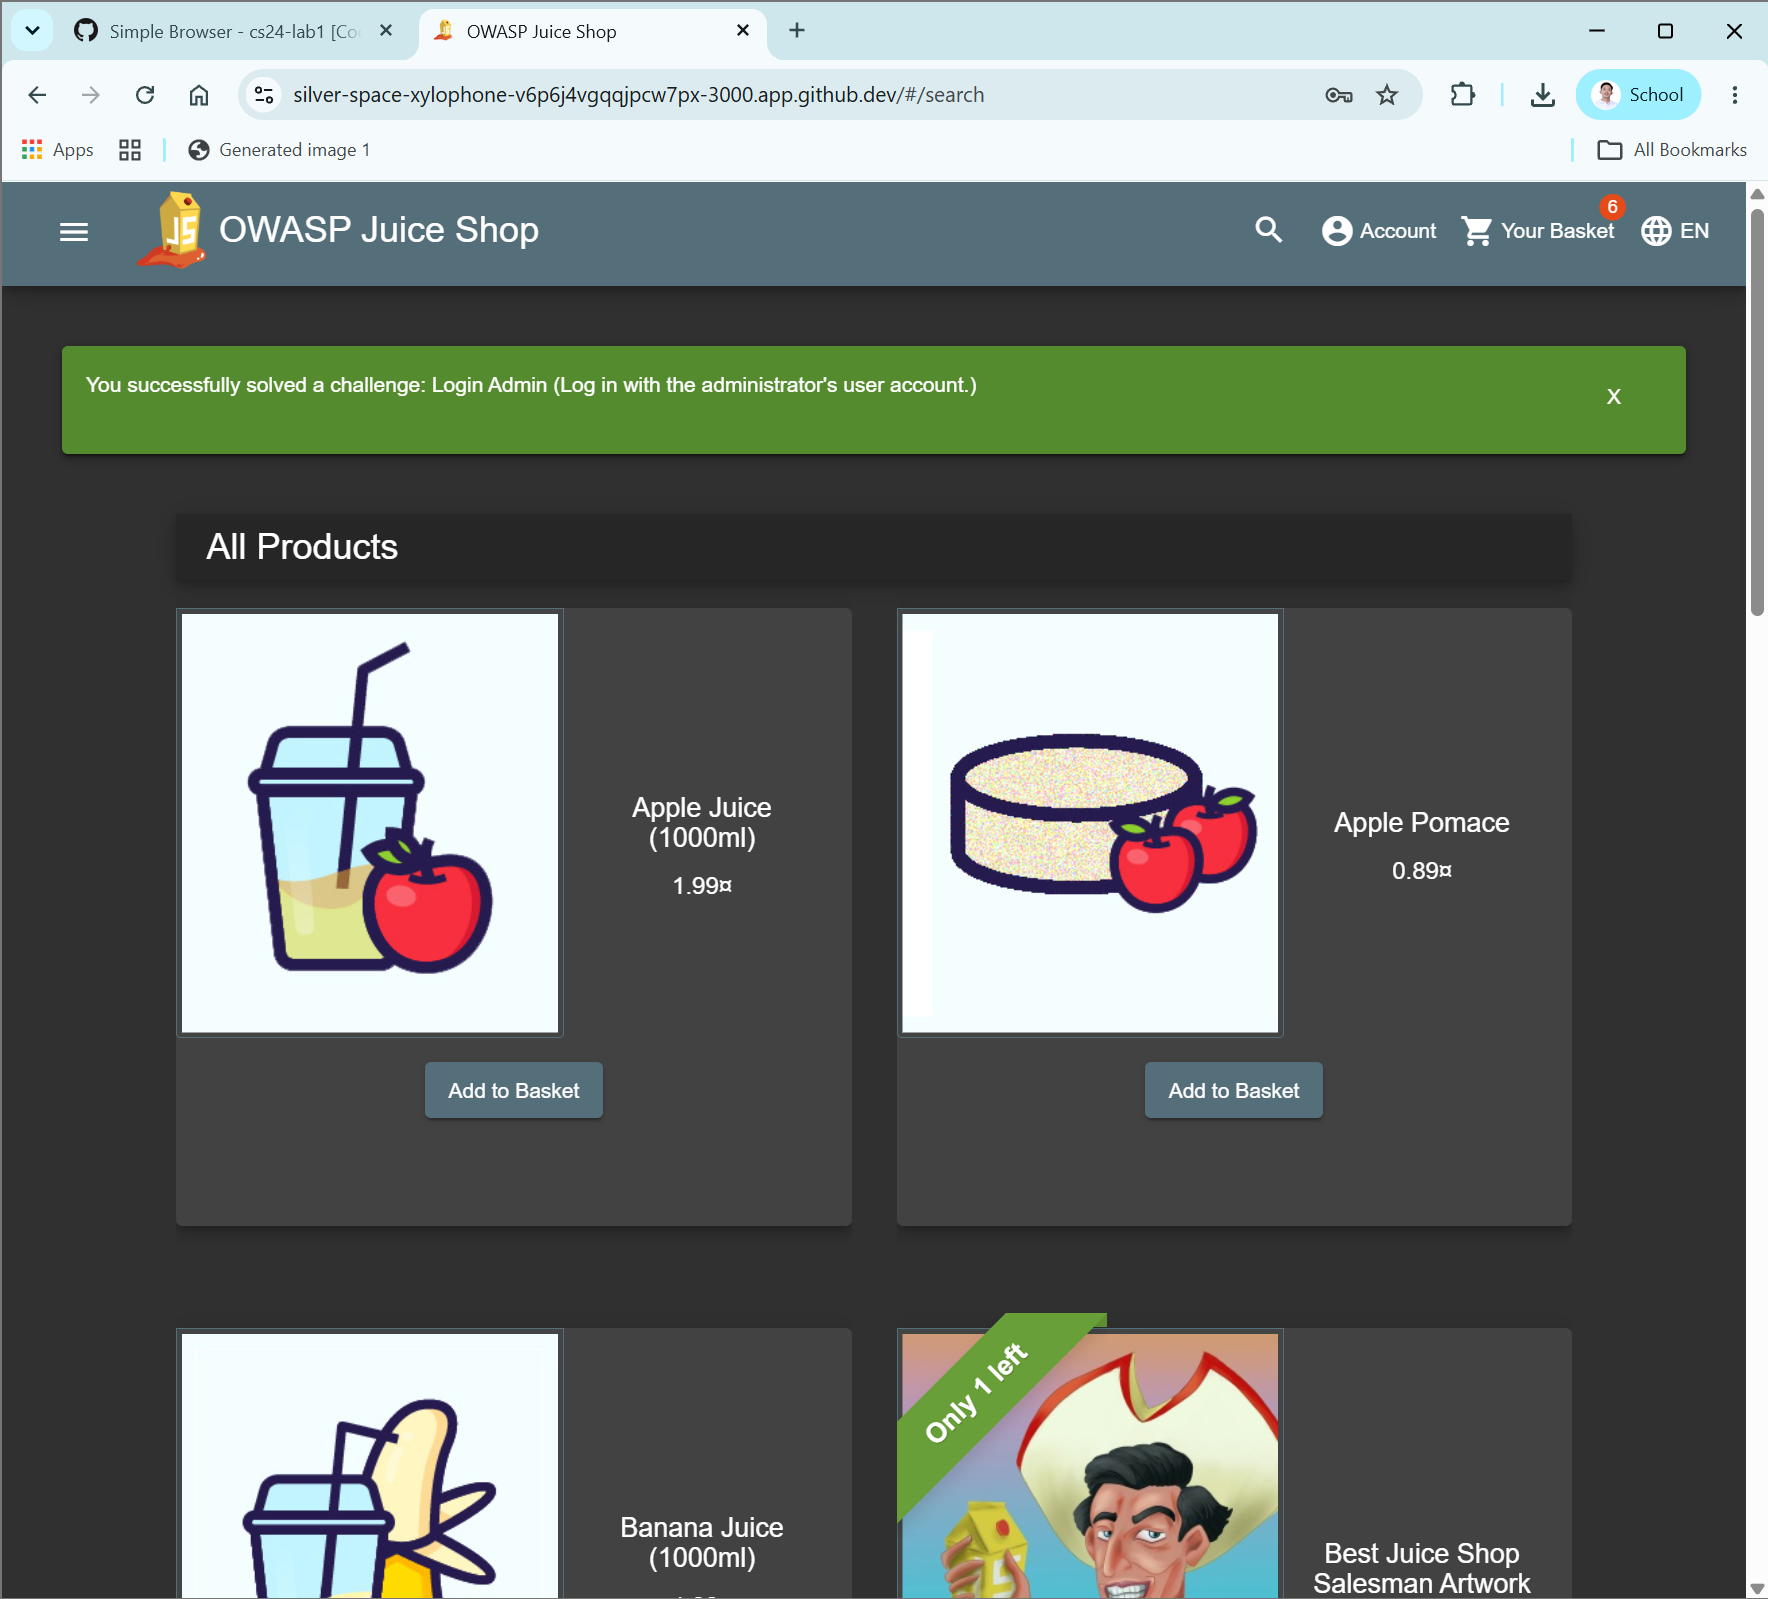 Simple Browser - cs24-lab1 [Co
OWASP Juice Shop
silver-space-xylophone-v6p6j4vgqqjpcw7px-3000.app.github.dev/#/search
School
Apps
Generated image 1
All Bookmarks
JS
OWASP Juice Shop
Account
Your Basket
6
EN
You successfully solved a challenge: Login Admin (Log in with the administrator's user account.)
X
All Products
Apple Juice
(1000ml)
1.99¤
Apple Pomace
0.89¤
Add to Basket
Add to Basket
Only 1 left
Banana Juice
(1000ml)
Best Juice Shop
Salesman Artwork